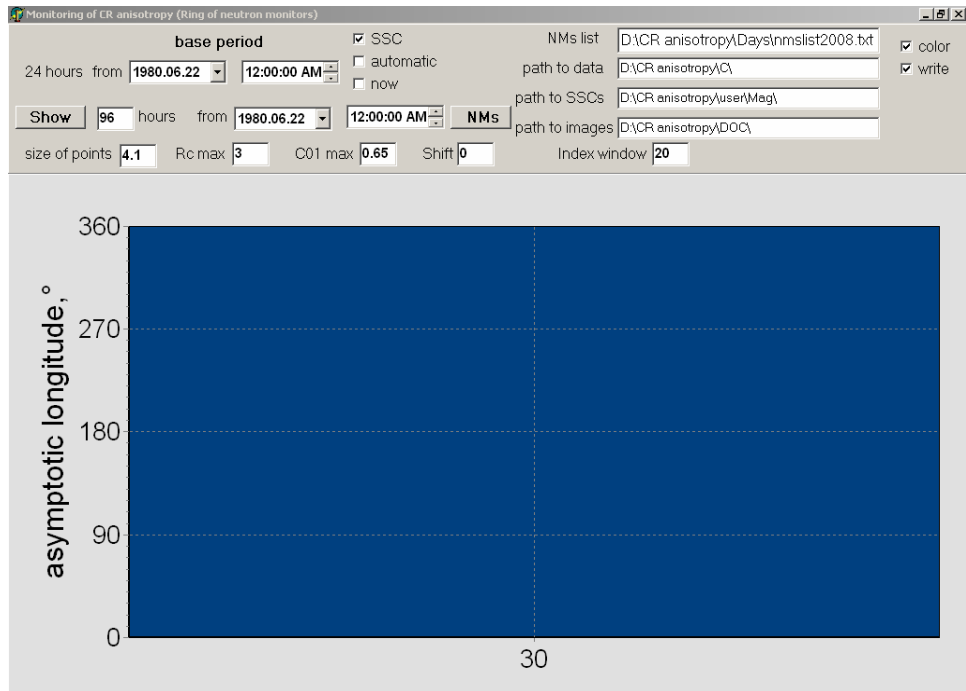 Monitoring of CR anisotropy (Ring of neutron monitors)
base period
SSC
automatic
now
24 hours from 1980.06.22 12:00:00 AM
Show 96 hours from 1980.06.22 12:00:00 AM NMs
size of points 4.1 Rc max 3 C01 max 0.65 Shift 0 Index window 20
NMs list D:\CR anisotropy\Days\nmslist2008.txt
path to data D:\CR anisotropy\C\
path to SSCs D:\CR anisotropy\user\Mag\
path to images D:\CR anisotropy\DOC\
color
write
asymptotic longitude,°
360
270
180
90
0
30